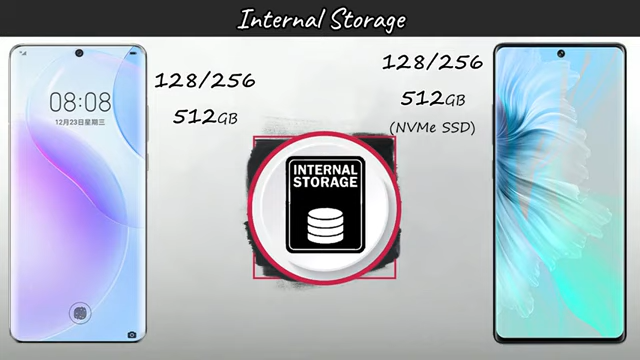 Internal Storage
08:08
12月23日星期三
128/256
512GB
128/256
512GB
(NVMe SSD)
INTERNAL
STORAGE